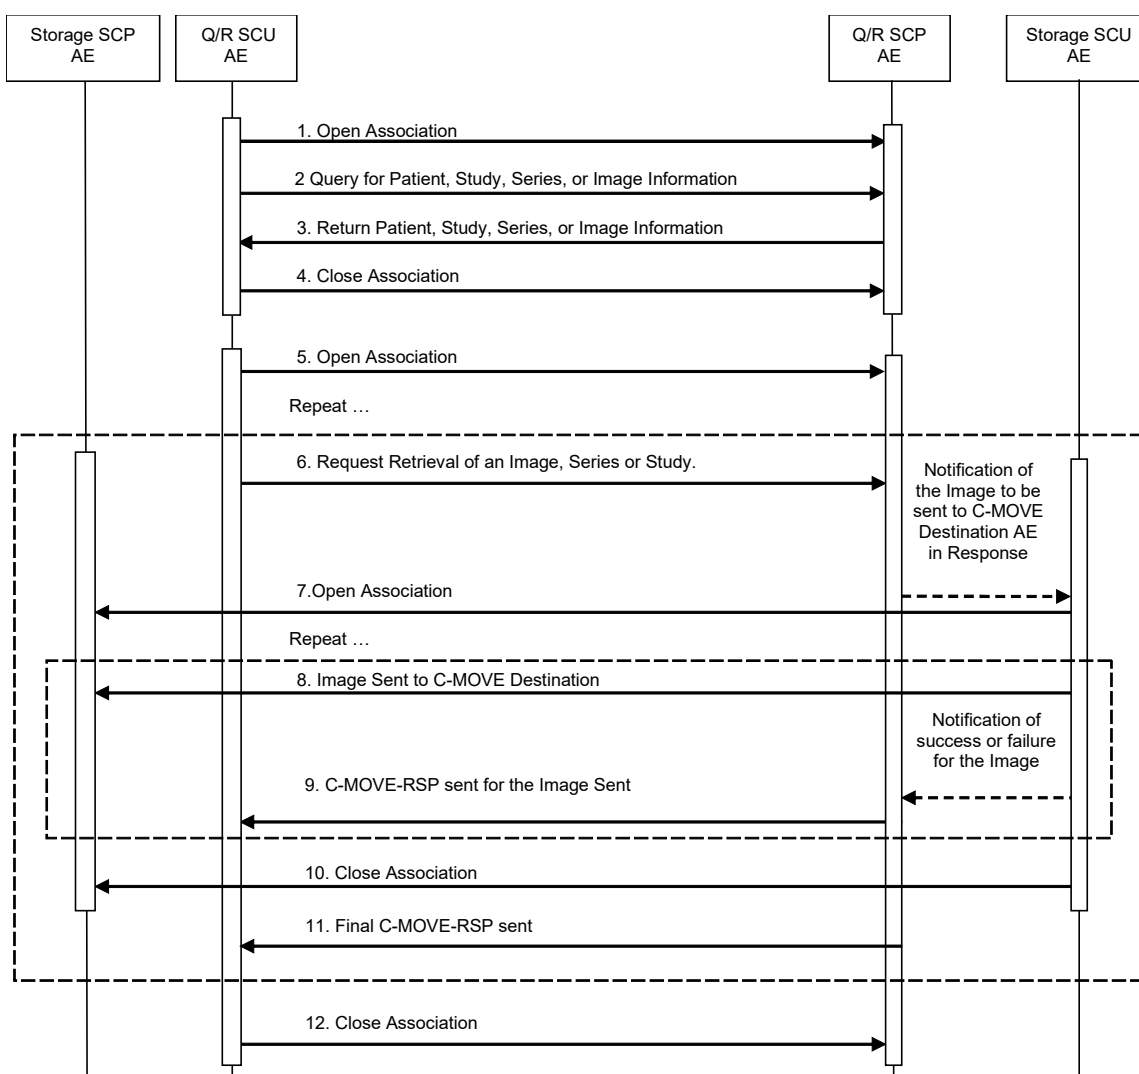 Storage SCP
AE
Q/R SCU
AE
Q/R SCP
AE
Storage SCU
AE
1. Open Association
2 Query for Patient, Study, Series, or Image Information
3. Return Patient, Study, Series, or Image Information
4. Close Association
5. Open Association
Repeat …
6. Request Retrieval of an Image, Series or Study.
Notification of
the Image to be
sent to C-MOVE
Destination AE
in Response
7.Open Association
Repeat …
8. Image Sent to C-MOVE Destination
Notification of
success or failure
for the Image
9. C-MOVE-RSP sent for the Image Sent
10. Close Association
11. Final C-MOVE-RSP sent
12. Close Association